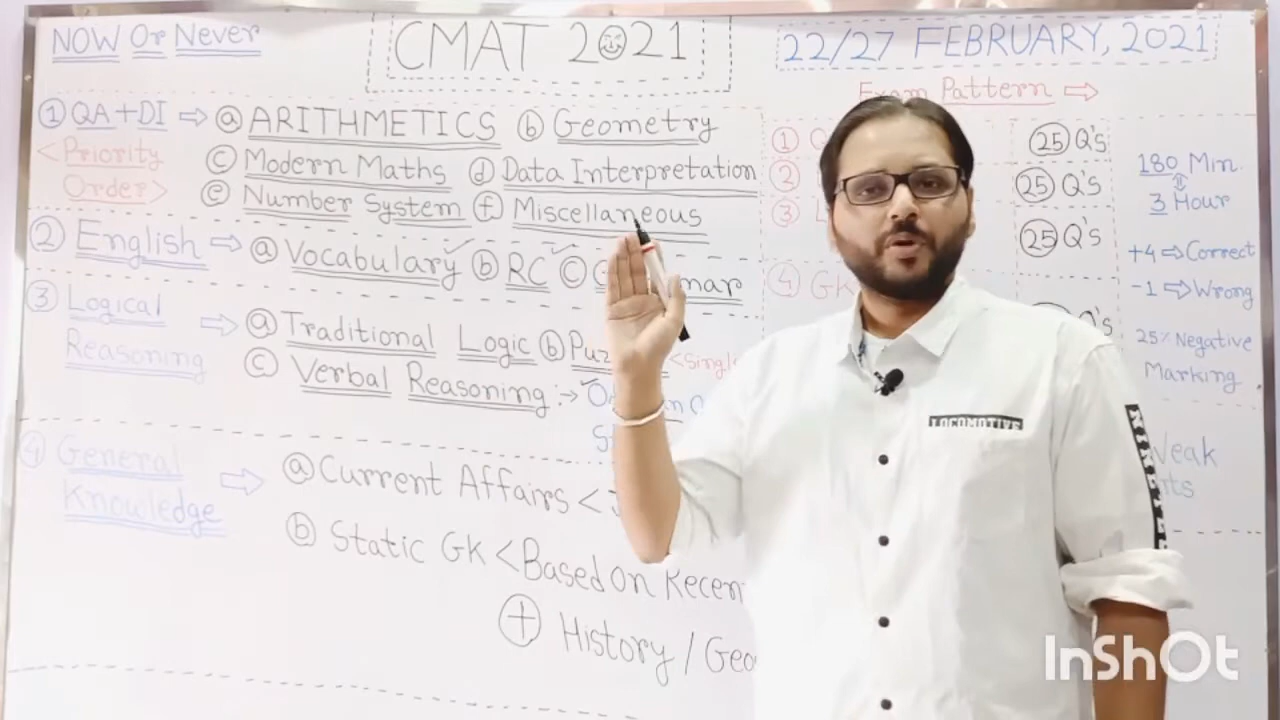 NOW Or Never
CMAT 2021
22/27 FEBRUARY, 2021
Exam Pattern ⇨
① QA+DI ⇨ ⓐ ARITHMETICS ⓑ Geometry
< Priority Order >
ⓒ Modern Maths ⓓ Data Interpretation
ⓔ Number System ⓕ Miscellaneous
② English ⇨ ⓐ Vocabulary ✓ ⓑ RC ✓ ⓒ
③ Logical Reasoning ⇨ ⓐ Traditional Logic ⓑ
ⓒ Verbal Reasoning :→
④ General Knowledge ⇨ ⓐ Current Affairs <
ⓑ Static GK < Based On Recen
+ History / Geo
① 25 Q's
② 25 Q's
③ 25 Q's
④ GK
180 Min.
3 Hour
+4 ⇨ Correct
-1 ⇨ Wrong
25% Negative
Marking
Weak
LOCOMOTIVE
InShOt